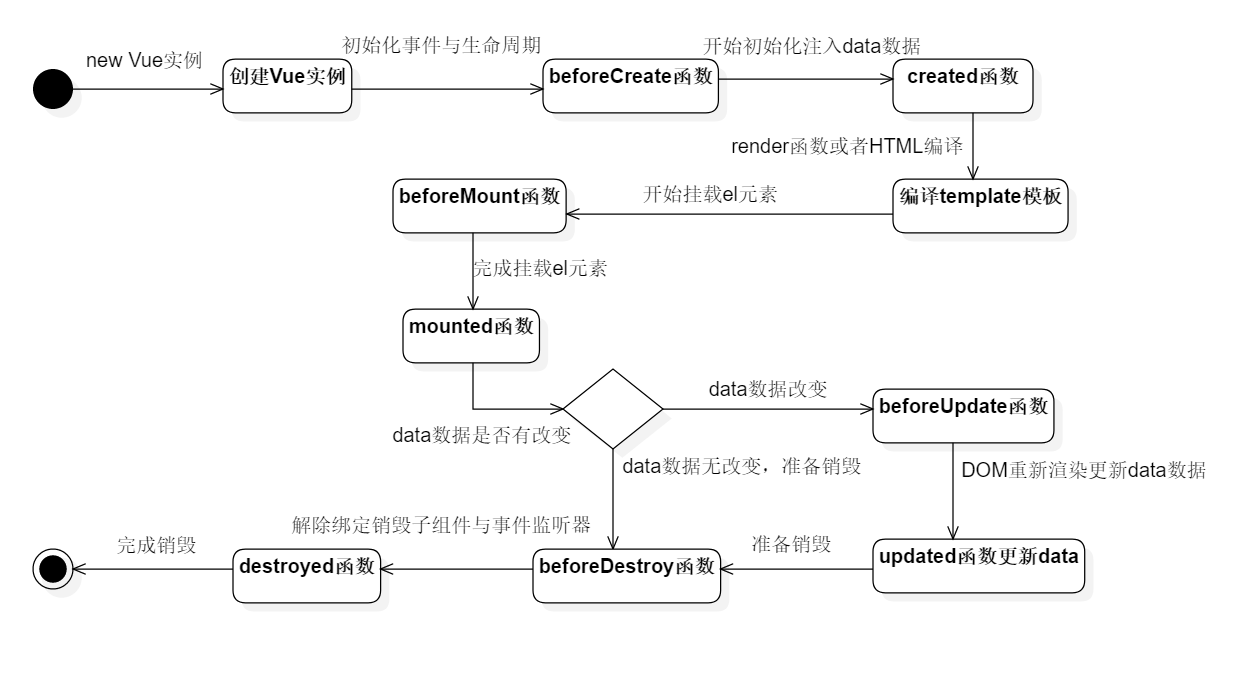 new Vue实例
创建Vue实例
初始化事件与生命周期
beforeCreate函数
开始初始化注入data数据
created函数
render函数或者HTML编译
编译template模板
开始挂载el元素
beforeMount函数
完成挂载el元素
mounted函数
data数据是否有改变
data数据改变
beforeUpdate函数
data数据无改变，准备销毁
DOM重新渲染更新data数据
updated函数更新data
准备销毁
beforeDestroy函数
解除绑定销毁子组件与事件监听器
destroyed函数
完成销毁